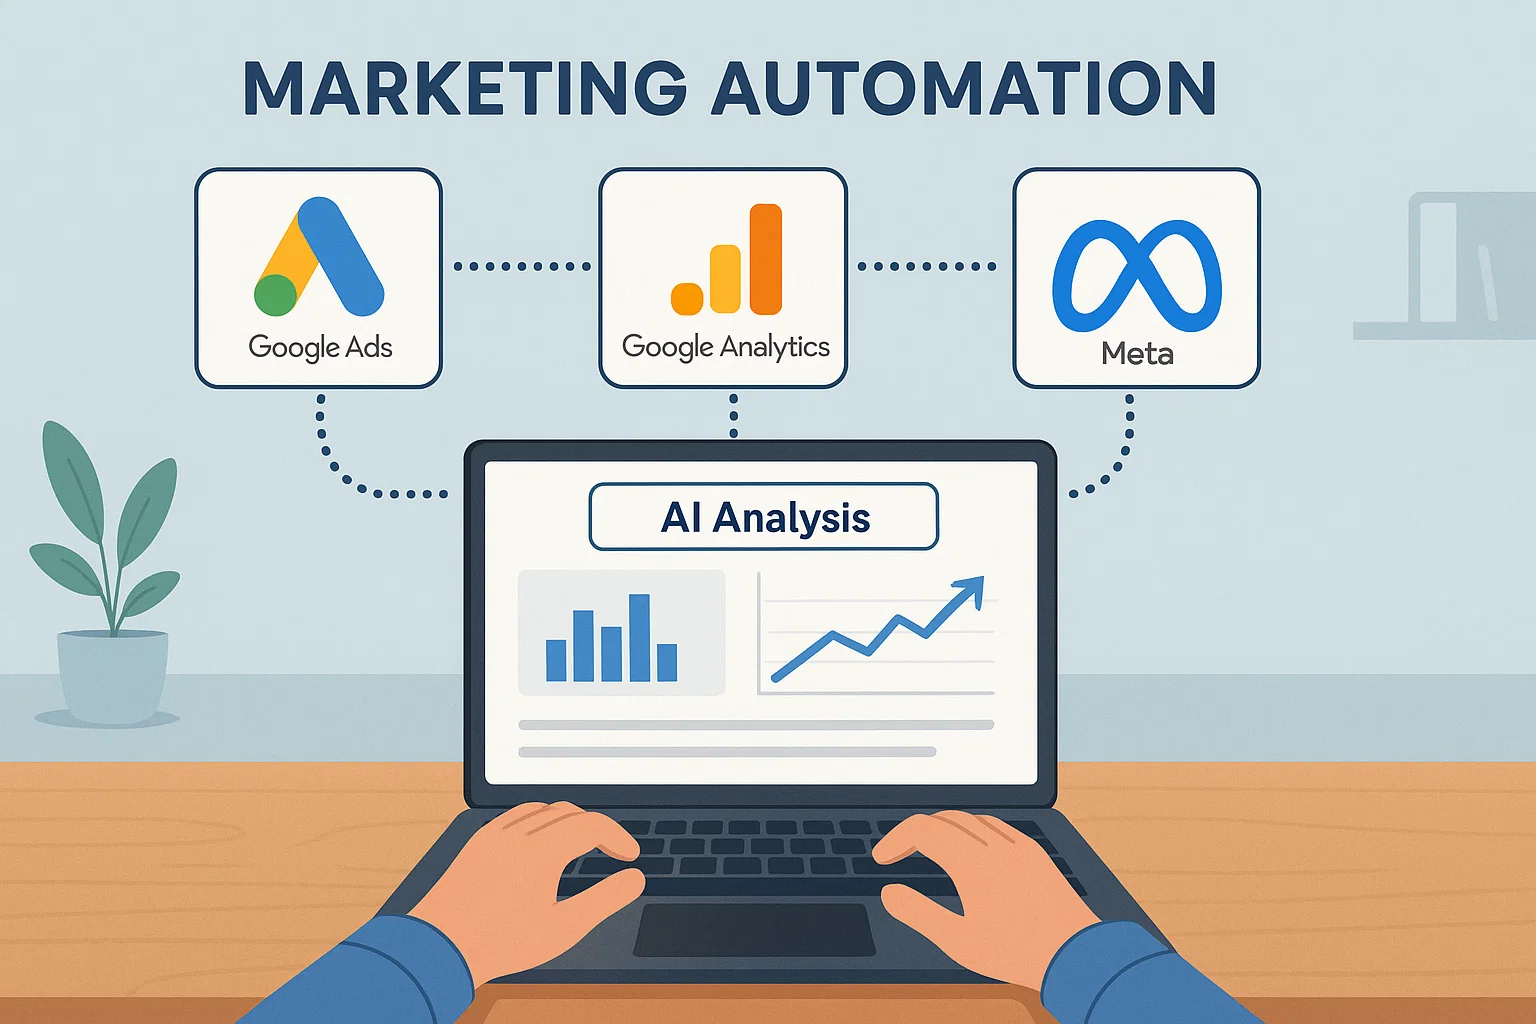 MARKETING AUTOMATION
Google Ads
Google Analytics
Meta
AI Analysis